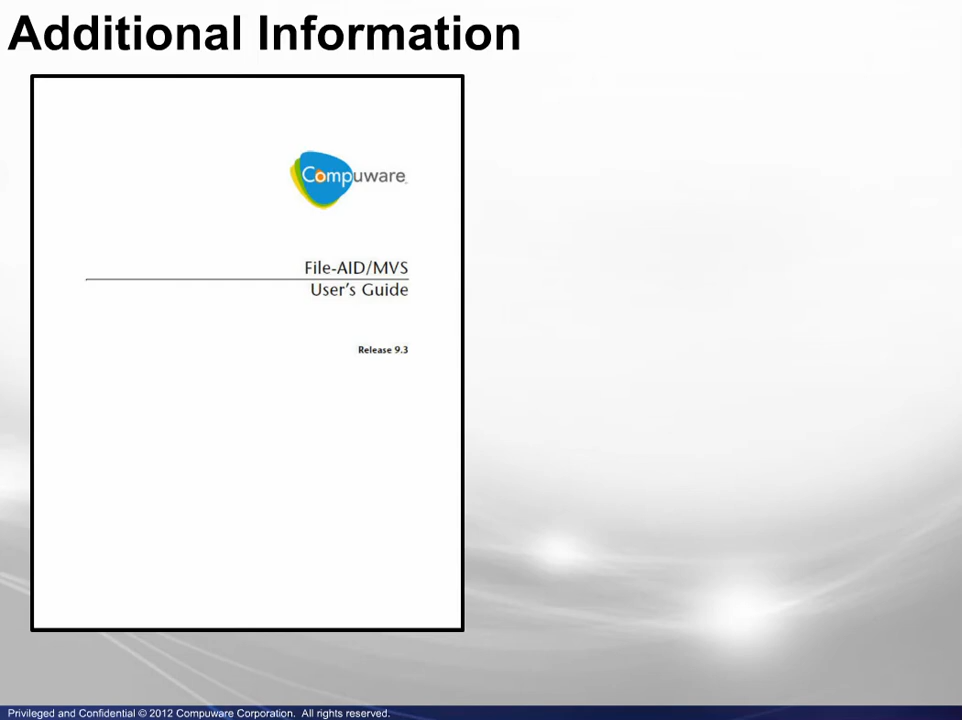 Additional Information
Compuware
File-AID/MVS
User's Guide
Release 9.3
Privileged and Confidential © 2012 Compuware Corporation. All rights reserved.